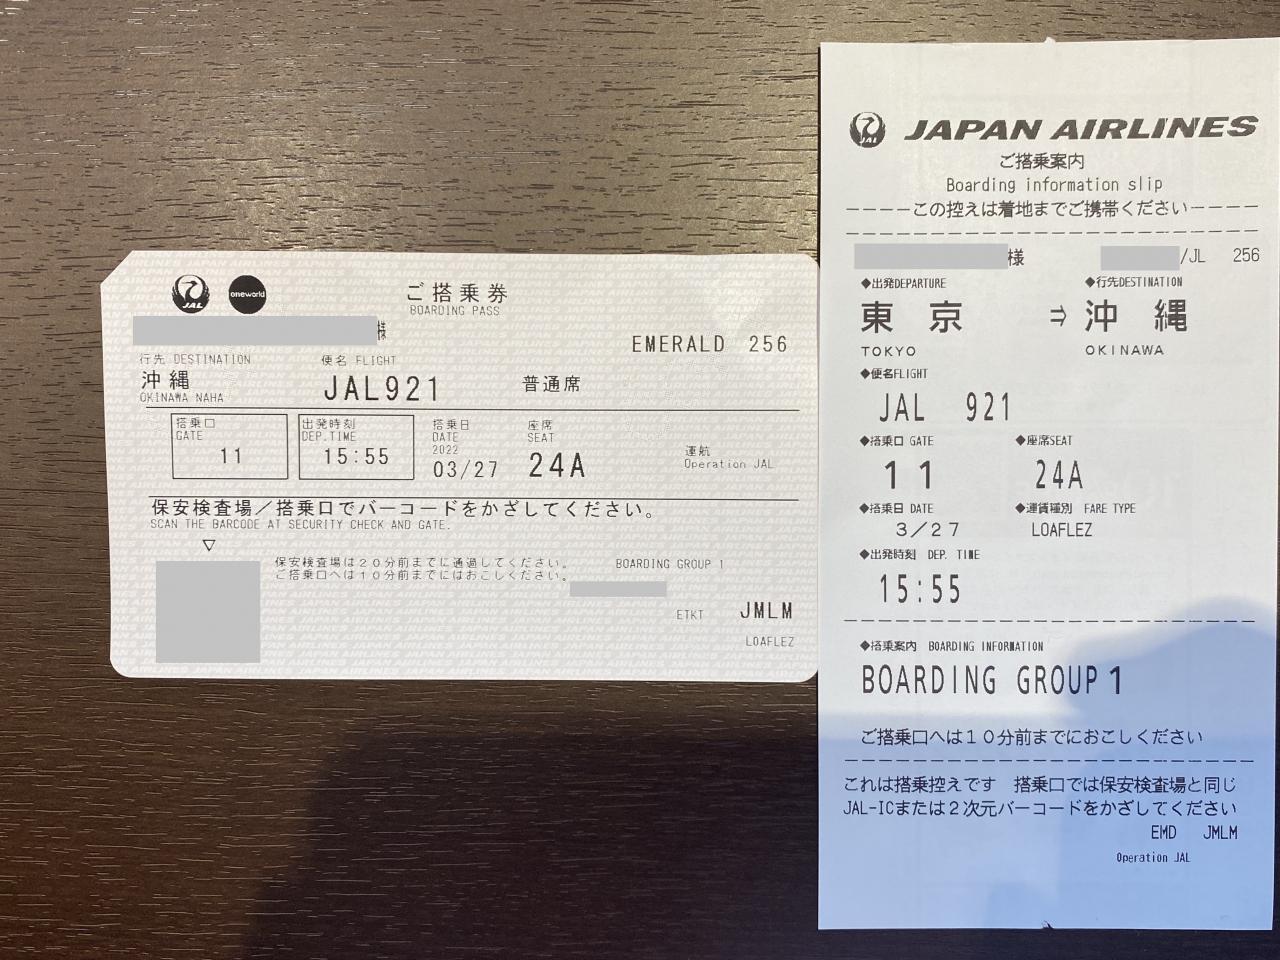 JAL
oneworld
ご搭乗券
BOARDING PASS
様
EMERALD 256
行先 DESTINATION
便名 FLIGHT
沖縄
OKINAWA NAHA
JAL921
普通席
搭乗口
GATE
11
出発時刻
DEP.TIME
15:55
搭乗日
DATE
2022
03/27
座席
SEAT
24A
運航
Operation JAL
保安検査場／搭乗口でバーコードをかざしてください。
SCAN THE BARCODE AT SECURITY CHECK AND GATE.
▽
保安検査場は２０分前までに通過してください。
ご搭乗口へは１０分前までにはおこしください。
BOARDING GROUP 1
ETKT
JMLM
LOAFLEZ
JAL
JAPAN AIRLINES
ご搭乗案内
Boarding information slip
----この控えは着地までご携帯ください----
様
/JL 256
◆出発DEPARTURE
◆行先DESTINATION
東京 ⇒ 沖縄
TOKYO
OKINAWA
◆便名FLIGHT
JAL 921
◆搭乗口 GATE
◆座席SEAT
11
24A
◆搭乗日 DATE
◆運賃種別 FARE TYPE
3/27
LOAFLEZ
◆出発時刻 DEP. TIME
15:55
◆搭乗案内 BOARDING INFORMATION
BOARDING GROUP 1
ご搭乗口へは１０分前までにおこしください
これは搭乗控えです 搭乗口では保安検査場と同じ
JAL-ICまたは２次元バーコードをかざしてください
EMD JMLM
Operation JAL